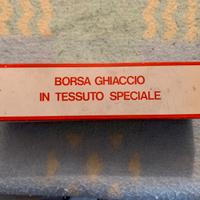 BORSA GHIACCIO
IN TESSUTO SPECIALE